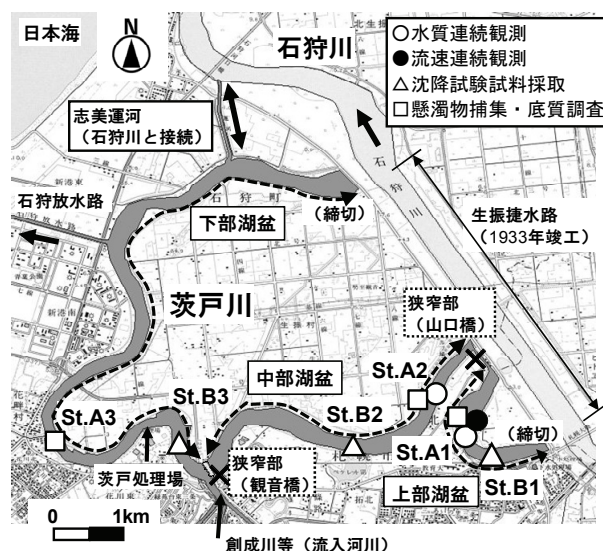 日本海
N
石狩川
○水質連続観測
●流速連続観測
△沈降試験試料採取
□懸濁物捕集・底質調査
志美運河
（石狩川と接続）
石狩放水路
石狩川
生振捷水路
（1933年竣工）
（締切）
下部湖盆
茨戸川
狭窄部
（山口橋）
St.A2
中部湖盆
St.B3
St.B2
St.A3
St.A1
（締切）
茨戸処理場
狭窄部
（観音橋）
上部湖盆
St.B1
0 1km
創成川等（流入河川）